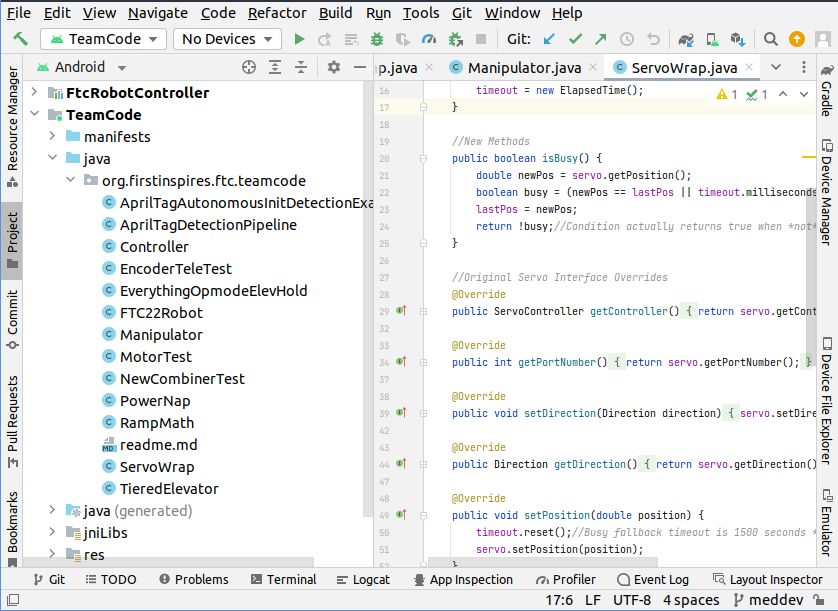 File Edit View Navigate Code Refactor Build Run Tools Git Window Help
TeamCode No Devices Git:
Android
p.java Manipulator.java ServoWrap.java
Resource Manager
Project
Commit
Pull Requests
Bookmarks
FtcRobotController
TeamCode
manifests
java
org.firstinspires.ftc.teamcode
AprilTagAutonomousInitDetectionExa
AprilTagDetectionPipeline
Controller
EncoderTeleTest
EverythingOpmodeElevHold
FTC22Robot
Manipulator
MotorTest
NewCombinerTest
PowerNap
RampMath
readme.md
ServoWrap
TieredElevator
java (generated)
jniLibs
res
1 1
16 timeout = new ElapsedTime();
17 }
18
19 //New Methods
20 public boolean isBusy() {
21 double newPos = servo.getPosition();
22 boolean busy = (newPos == lastPos || timeout.milliseconds
23 lastPos = newPos;
24 return !busy;//Condition actually returns true when *not*
25 }
26
27 //Original Servo Interface Overrides
28 @Override
29 public ServoController getController() { return servo.getCont
32
33 @Override
34 public int getPortNumber() { return servo.getPortNumber(); }
37
38 @Override
39 public void setDirection(Direction direction) { servo.setDire
42
43 @Override
44 public Direction getDirection() { return servo.getDirection()
47
48 @Override
49 public void setPosition(double position) {
50 timeout.reset();//Busy fallback timeout is 1500 seconds *
51 servo.setPosition(position);
52 }
Gradle
Device Manager
Device File Explorer
Emulator
Git TODO Problems Terminal Logcat App Inspection Profiler Event Log Layout Inspector
17:6 LF UTF-8 4 spaces meddev